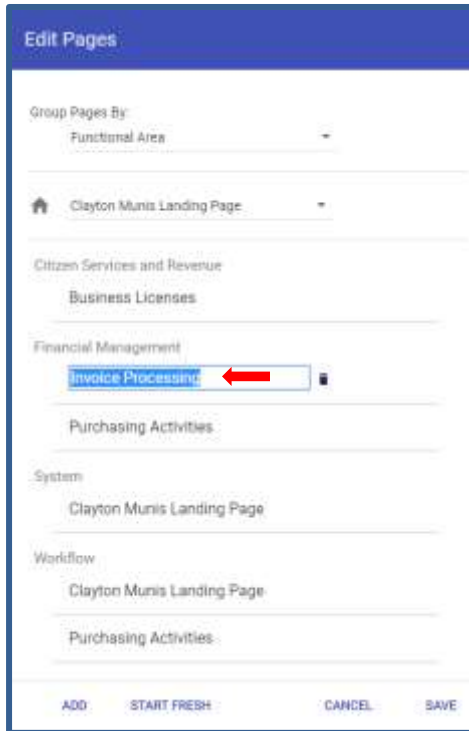 Edit Pages
Group Pages By:
Functional Area
Clayton Munis Landing Page
Citizen Services and Revenue
Business Licenses
Financial Management
Invoice Processing
Purchasing Activities
System
Clayton Munis Landing Page
Workflow
Clayton Munis Landing Page
Purchasing Activities
ADD START FRESH CANCEL SAVE